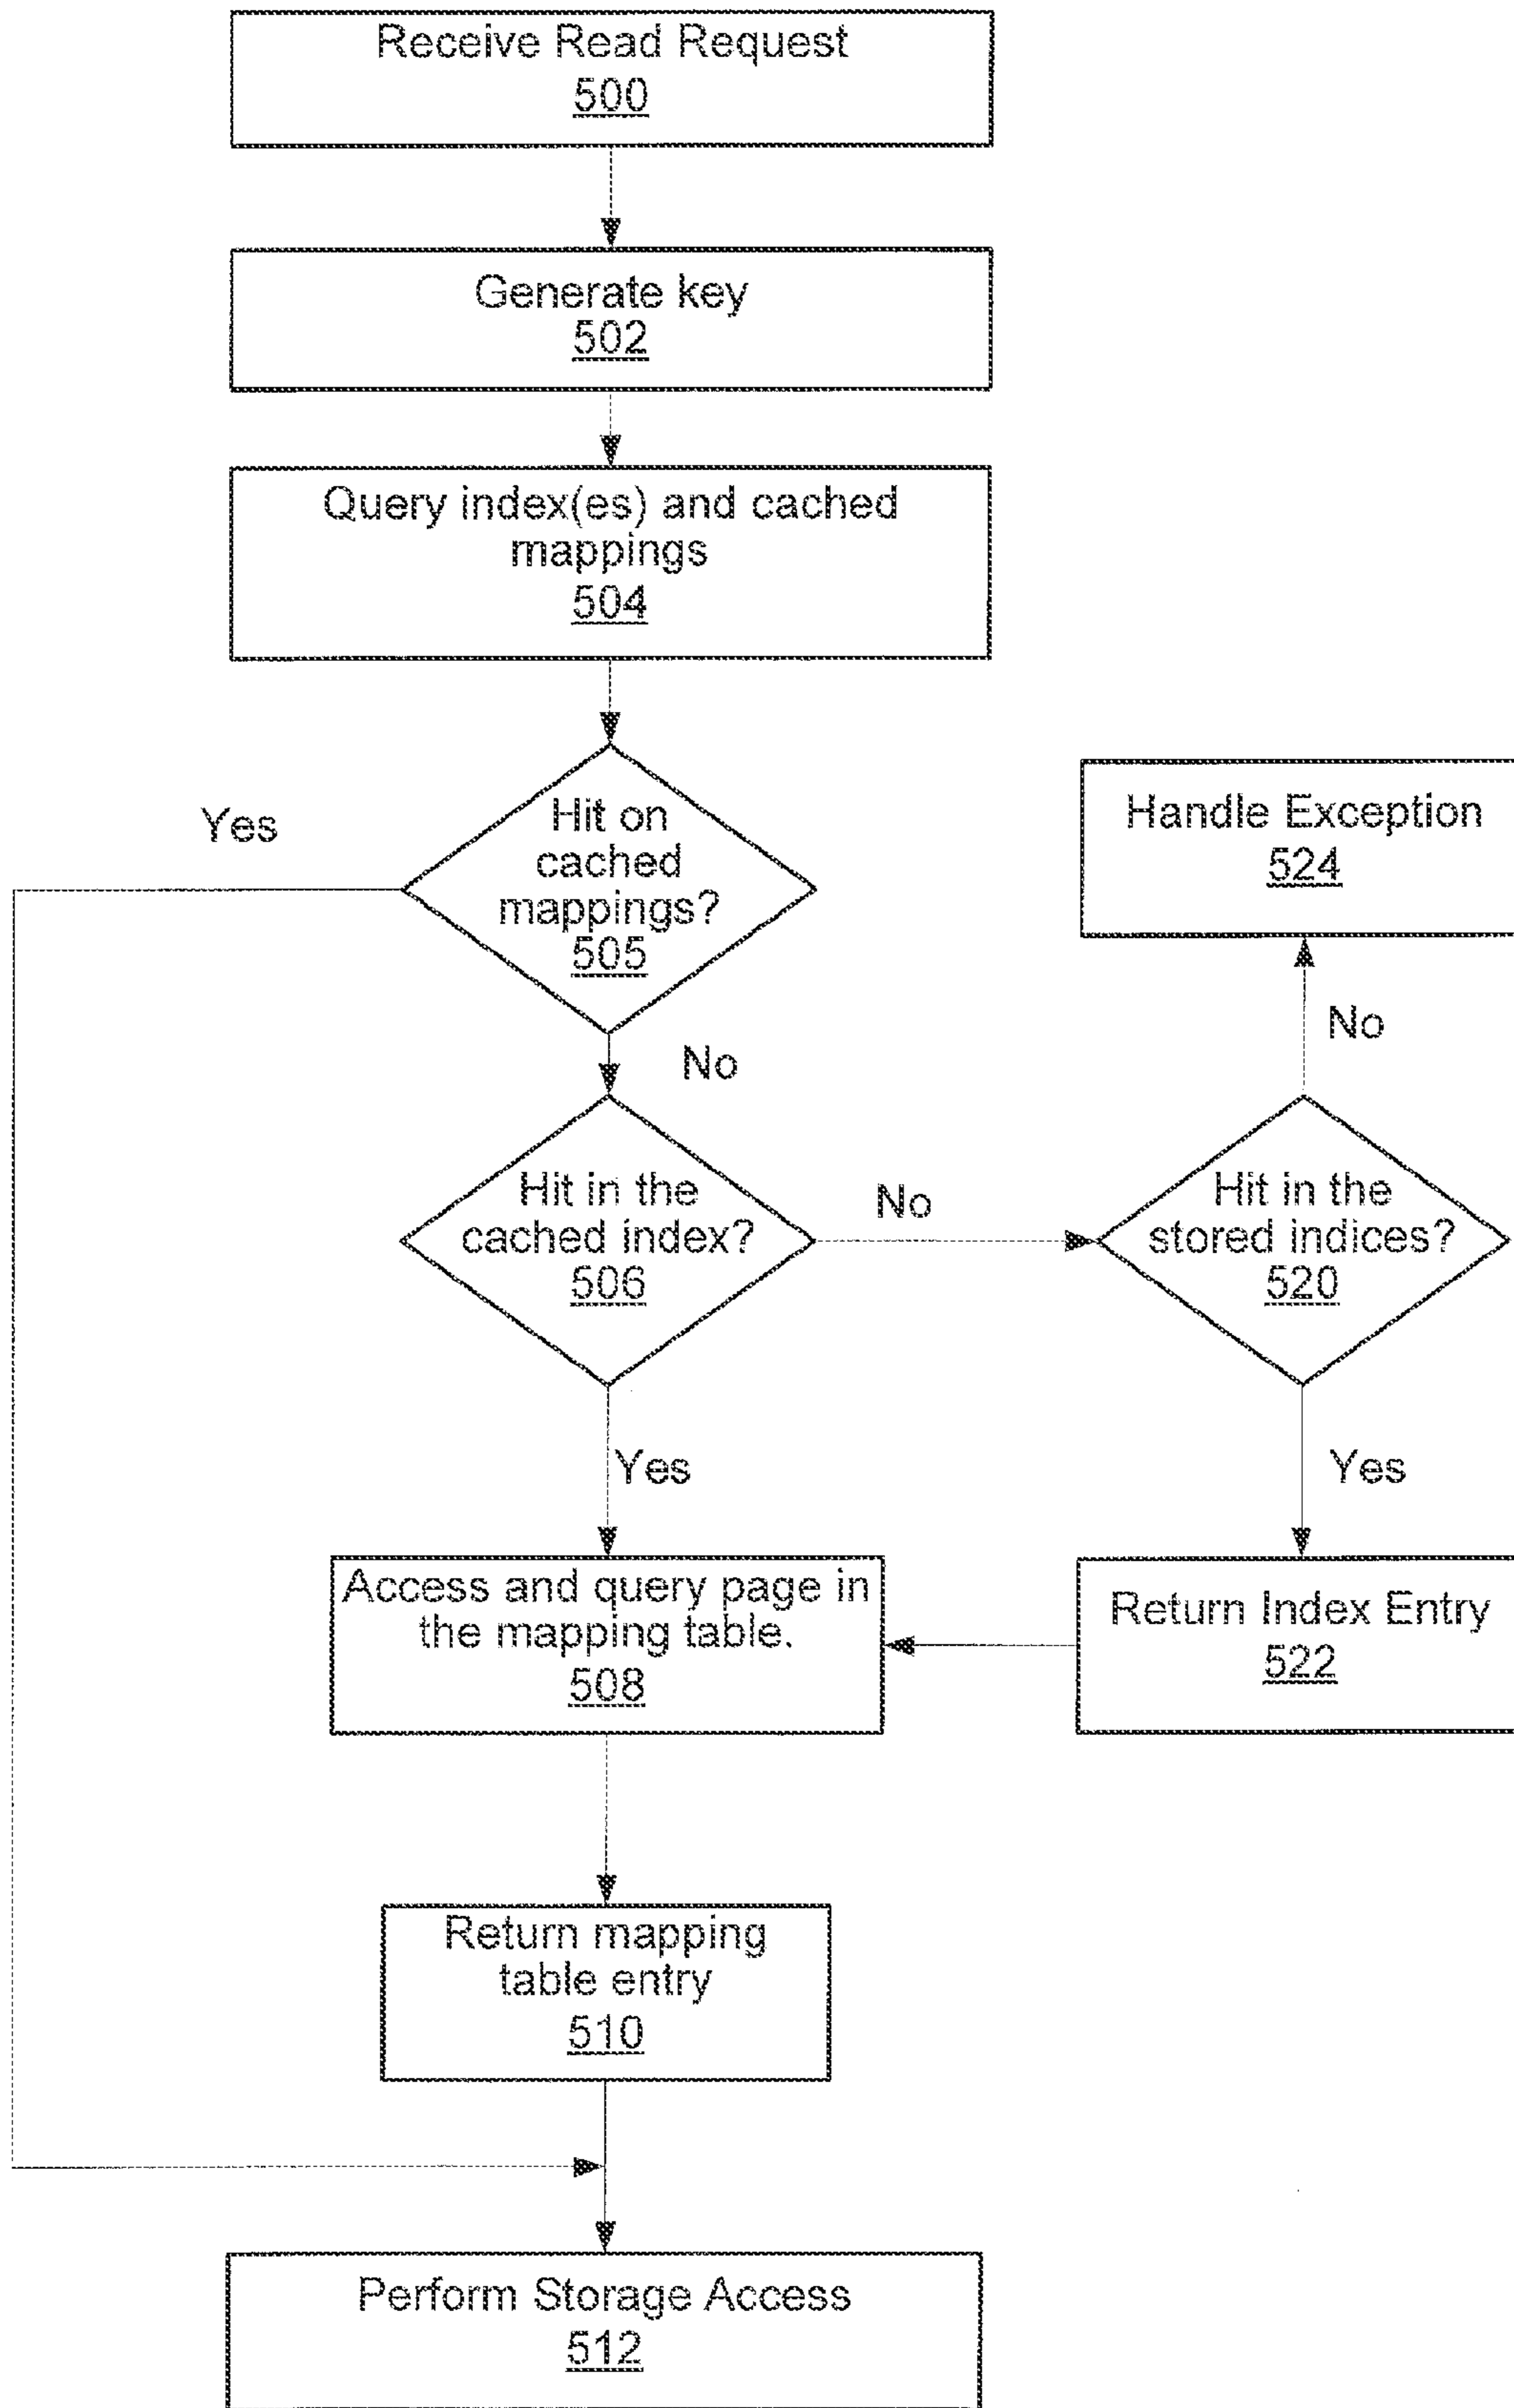 Receive Read Request
500
Generate key
502
Query index(es) and cached
mappings
504
Yes
Hit on
cached
mappings?
505
Handle Exception
524
No
No
Hit in the
cached index?
506
No
Hit in the
stored indices?
520
Yes
Yes
Access and query page in
the mapping table.
508
Return Index Entry
522
Return mapping
table entry
510
Perform Storage Access
512